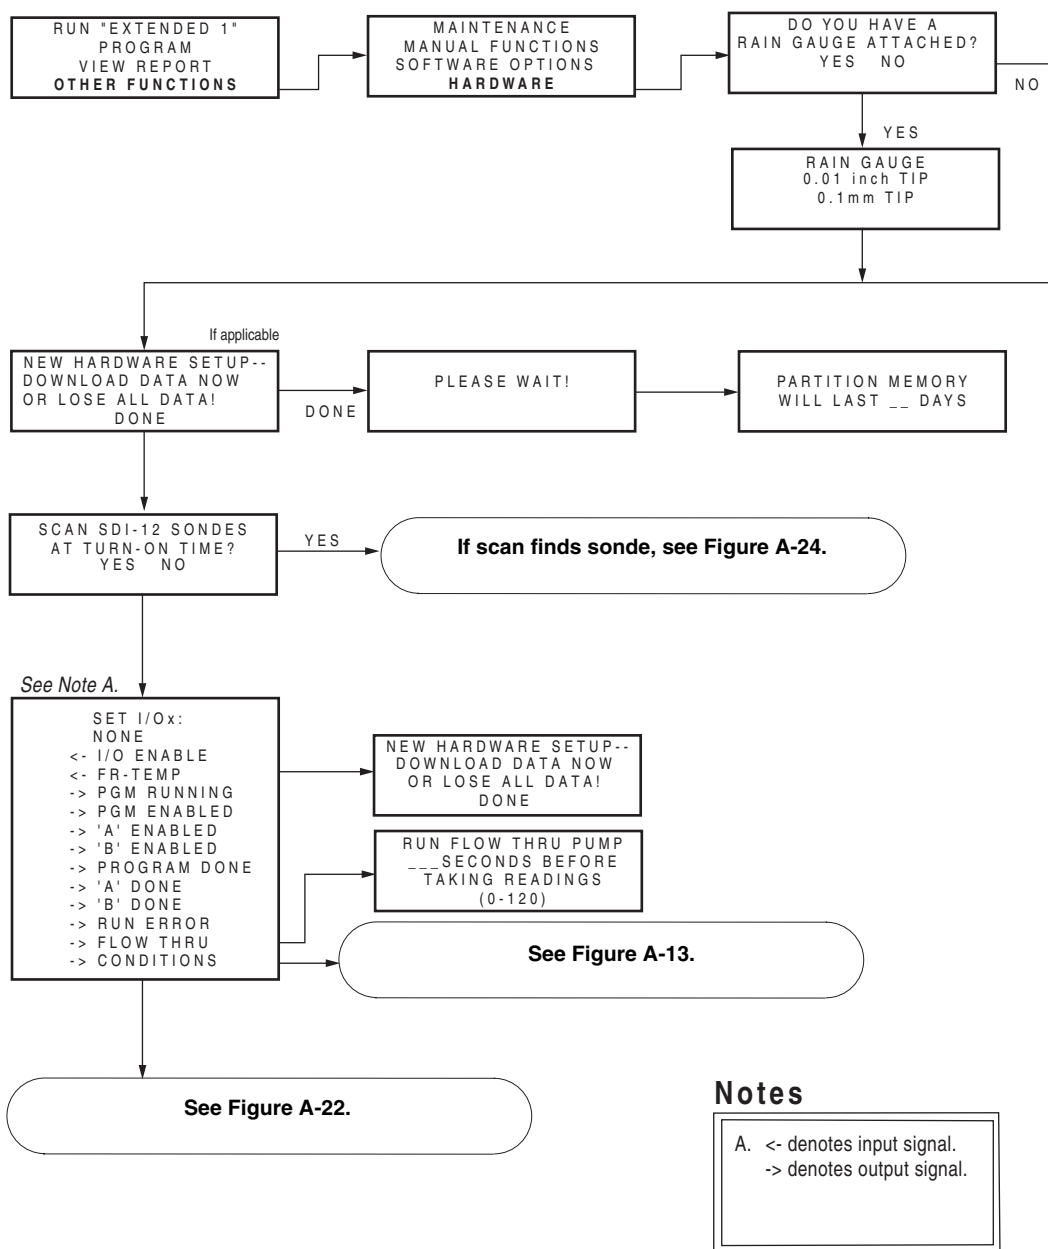 RUN "EXTENDED 1"
PROGRAM
VIEW REPORT
OTHER FUNCTIONS
MAINTENANCE
MANUAL FUNCTIONS
SOFTWARE OPTIONS
HARDWARE
DO YOU HAVE A
RAIN GAUGE ATTACHED?
YES NO
NO
YES
RAIN GAUGE
0.01 inch TIP
0.1mm TIP
If applicable
NEW HARDWARE SETUP--
DOWNLOAD DATA NOW
OR LOSE ALL DATA!
DONE
DONE
PLEASE WAIT!
PARTITION MEMORY
WILL LAST __ DAYS
SCAN SDI-12 SONDES
AT TURN-ON TIME?
YES NO
YES
If scan finds sonde, see Figure A-24.
See Note A.
SET I/Ox:
NONE
<- I/O ENABLE
<- FR-TEMP
-> PGM RUNNING
-> PGM ENABLED
-> 'A' ENABLED
-> 'B' ENABLED
-> PROGRAM DONE
-> 'A' DONE
-> 'B' DONE
-> RUN ERROR
-> FLOW THRU
-> CONDITIONS
NEW HARDWARE SETUP--
DOWNLOAD DATA NOW
OR LOSE ALL DATA!
DONE
RUN FLOW THRU PUMP
___SECONDS BEFORE
TAKING READINGS
(0-120)
See Figure A-13.
See Figure A-22.
Notes
A. <- denotes input signal.
-> denotes output signal.